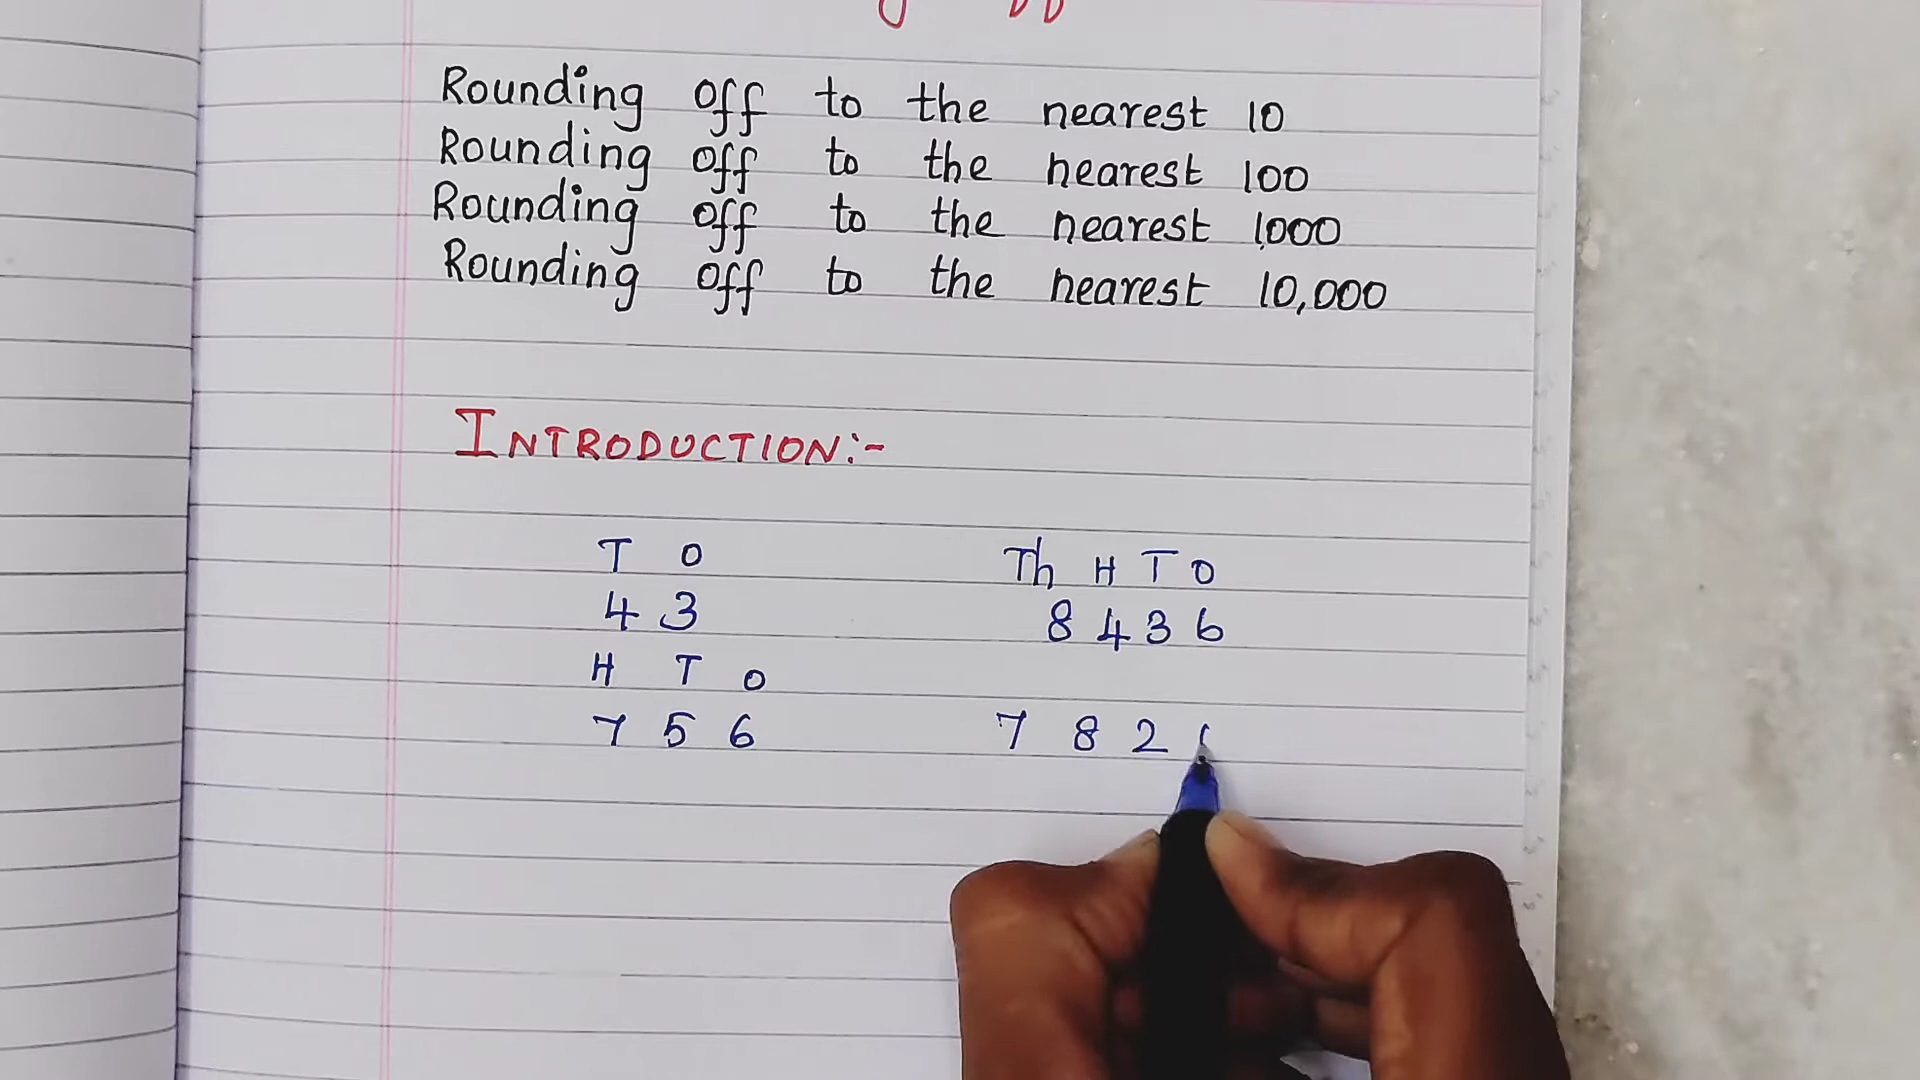 Rounding off to the nearest 10
Rounding off to the nearest 100
Rounding off to the nearest 1,000
Rounding off to the nearest 10,000
INTRODUCTION:-
T O
4 3
H T O
7 5 6
Th H T O
8 4 3 6
7 8 2